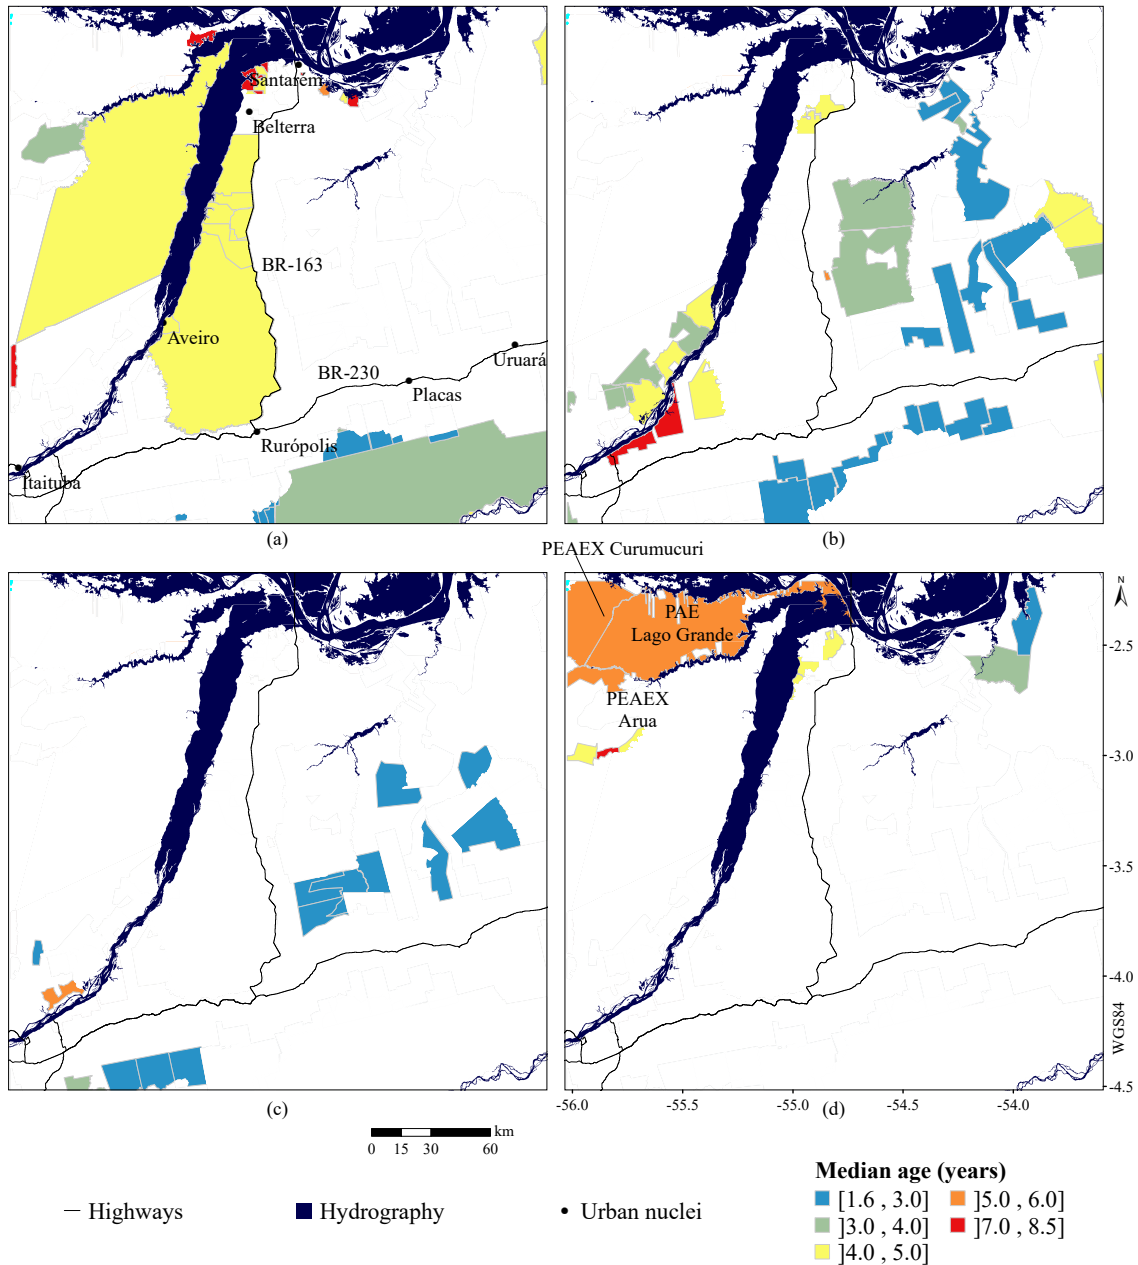 Santarém
Belterra
BR-163
Aveiro
Uruará
BR-230
Placas
Rurópolis
Itaituba
(a)
(b)
PEAEX Curumucuri
PAE
Lago Grande
PEAEX
Arua
N
-2.5
-3.0
-3.5
-4.0
-4.5
WGS84
-56.0
-55.5
-55.0
-54.5
-54.0
(c)
(d)
km
0 15 30 60
Median age (years)
Highways
Hydrography
Urban nuclei
[1.6 , 3.0]
]5.0 , 6.0]
]3.0 , 4.0]
]7.0 , 8.5]
]4.0 , 5.0]